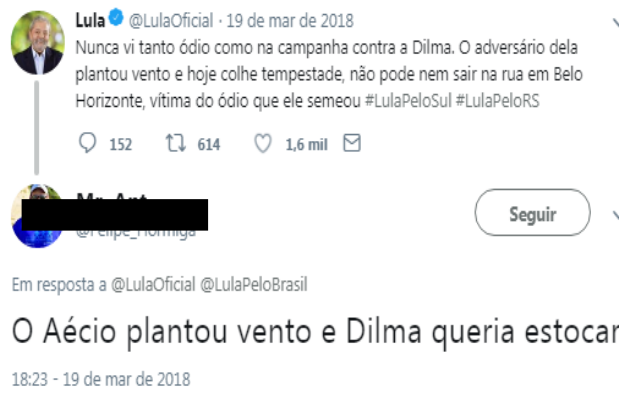 Lula @LulaOficial · 19 de mar de 2018
Nunca vi tanto ódio como na campanha contra a Dilma. O adversário dela
plantou vento e hoje colhe tempestade, não pode nem sair na rua em Belo
Horizonte, vítima do ódio que ele semeou #LulaPeloSul #LulaPeloRS
152 614 1,6 mil
Seguir
Em resposta a @LulaOficial @LulaPeloBrasil
O Aécio plantou vento e Dilma queria estocar
18:23 - 19 de mar de 2018